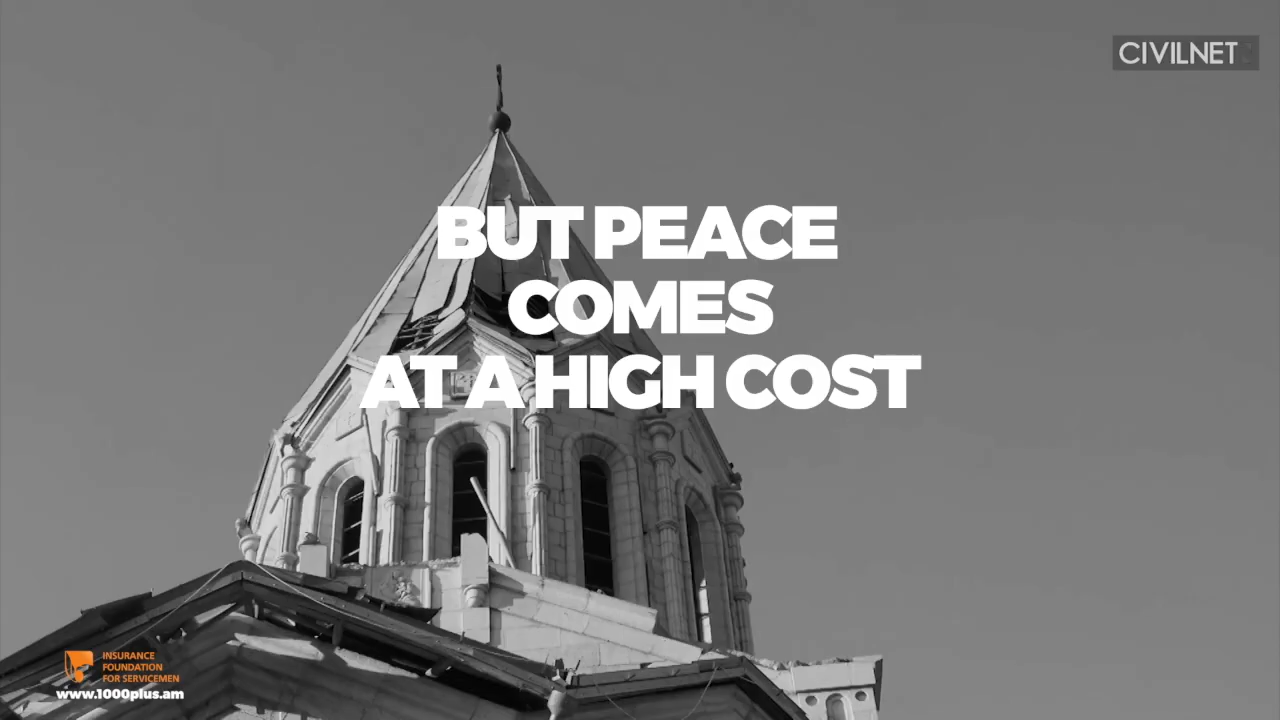 CIVILNET
BUT PEACE
COMES
AT A HIGH COST
INSURANCE
FOUNDATION
FOR SERVICEMEN
www.1000plus.am